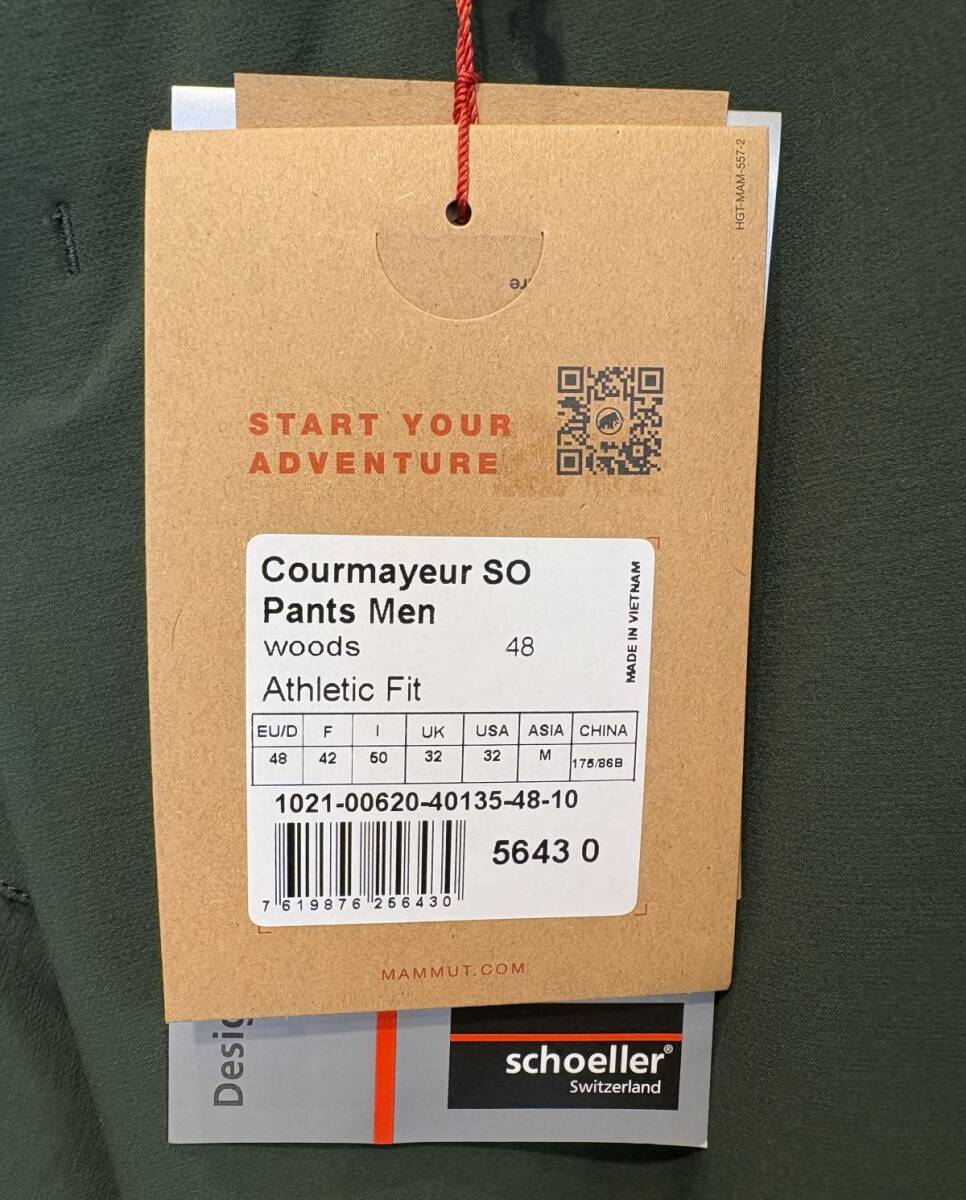 HGT-MAM-557-2
re
START YOUR
ADVENTURE
Courmayeur SO
Pants Men
woods 48
Athletic Fit
MADE IN VIETNAM
EU/D F I UK USA ASIA CHINA
48 42 50 32 32 M 175/86B
1021-00620-40135-48-10
5643 0
7 619876 256430
MAMMUT.COM
Desig
schoeller®
Switzerland